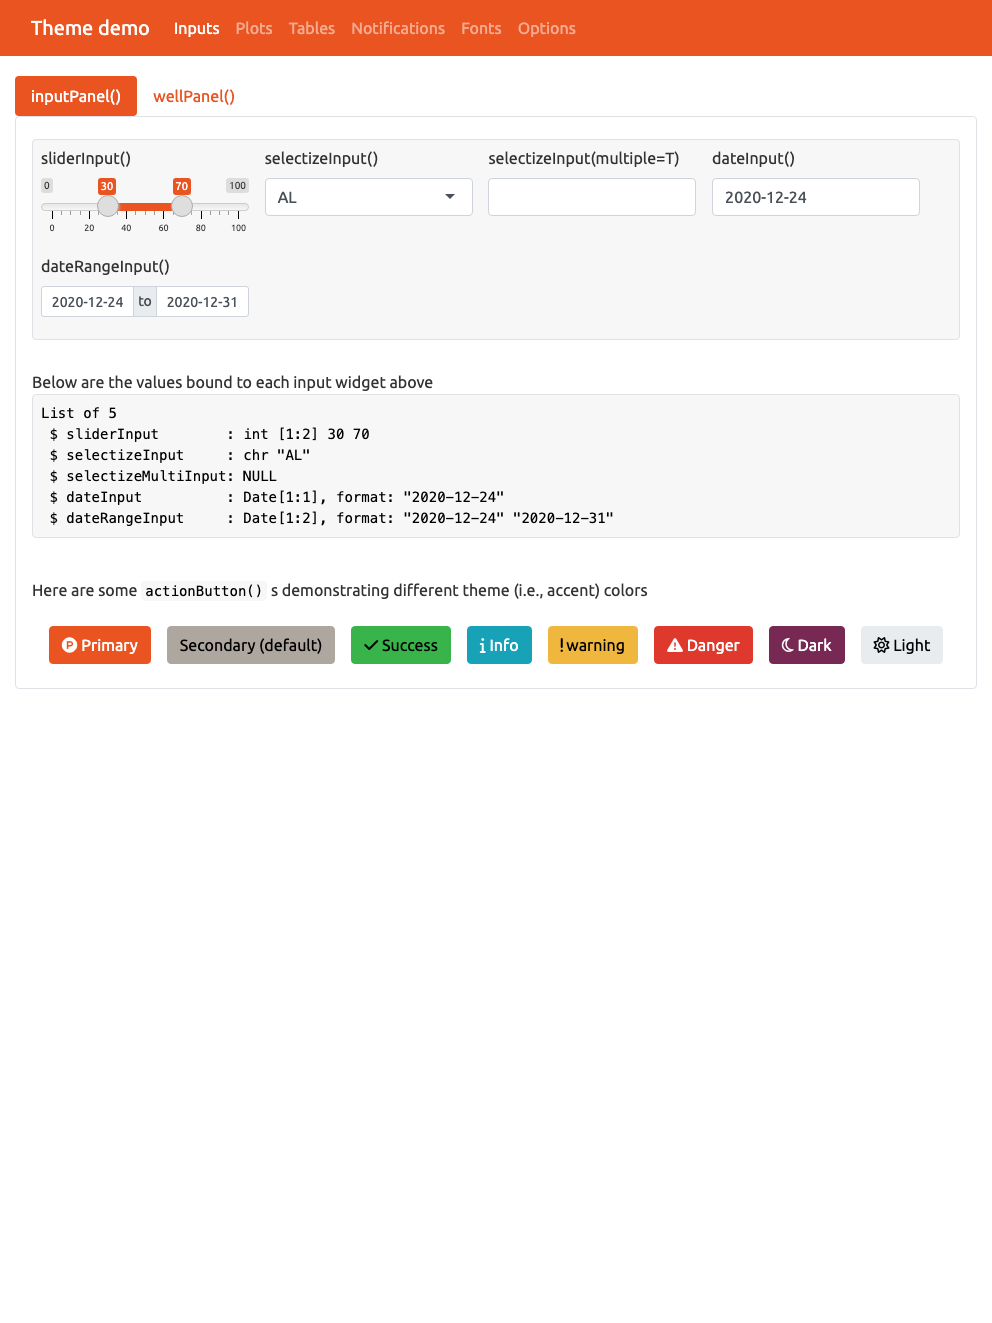 Theme demo Inputs Plots Tables Notifications Fonts Options
inputPanel() wellPanel()
sliderInput() selectizeInput() selectizeInput(multiple=T) dateInput()
0 30 70 100
AL 2020-12-24
0 20 40 60 80 100
dateRangeInput()
2020-12-24 to 2020-12-31
Below are the values bound to each input widget above
List of 5
 $ sliderInput        : int [1:2] 30 70
 $ selectizeInput     : chr "AL"
 $ selectizeMultiInput: NULL
 $ dateInput          : Date[1:1], format: "2020-12-24"
 $ dateRangeInput     : Date[1:2], format: "2020-12-24" "2020-12-31"
Here are some actionButton() s demonstrating different theme (i.e., accent) colors
Primary Secondary (default) Success Info warning Danger Dark Light